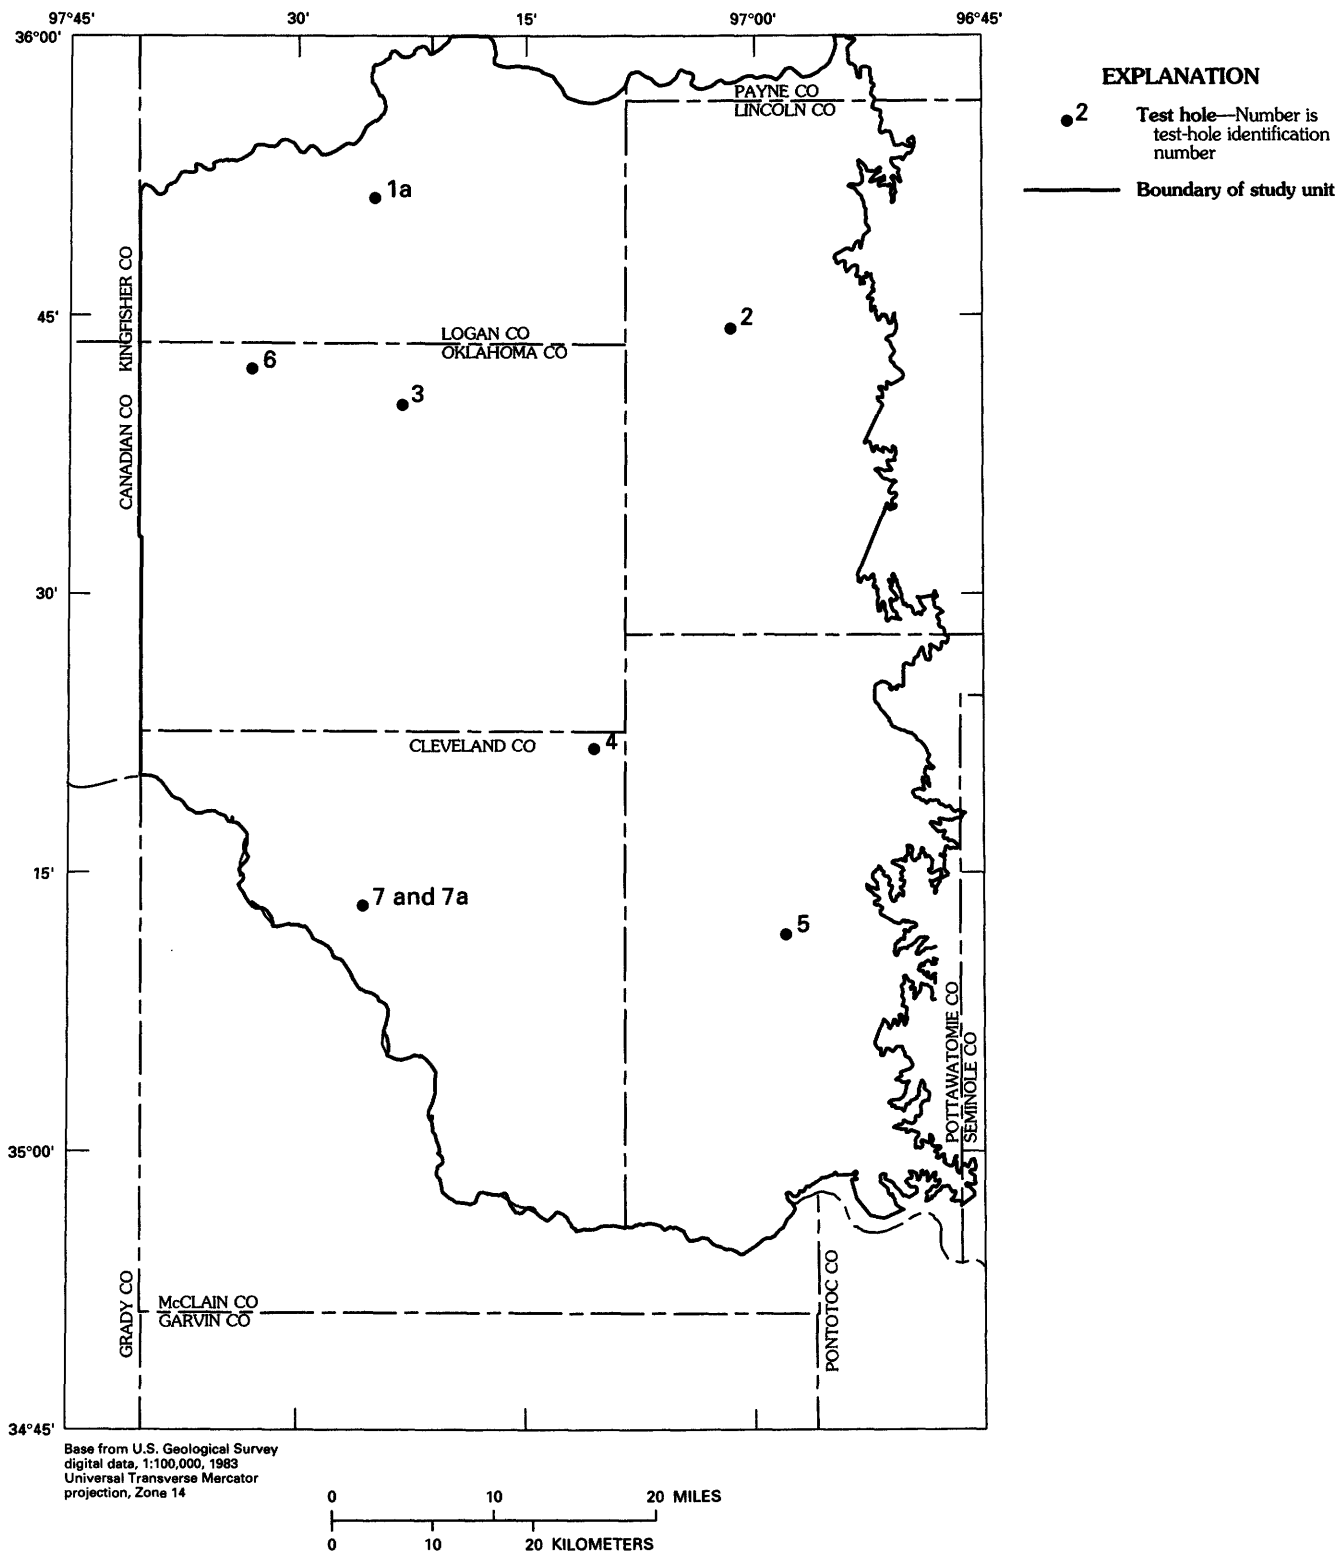 97°45' 30' 15' 97°00' 96°45'
36°00'
EXPLANATION
2 Test hole—Number is
test-hole identification
number
Boundary of study unit
PAYNE CO
LINCOLN CO
1a
KINGFISHER CO
45'
2
LOGAN CO
OKLAHOMA CO
6
3
CANADIAN CO
30'
4
CLEVELAND CO
15'
7 and 7a
5
POTTAWATOMIE CO
SEMINOLE CO
35°00'
GRADY CO
McCLAIN CO
GARVIN CO
PONTOTOC CO
34°45'
Base from U.S. Geological Survey
digital data, 1:100,000, 1983
Universal Transverse Mercator
projection, Zone 14
0 10 20 MILES
0 10 20 KILOMETERS